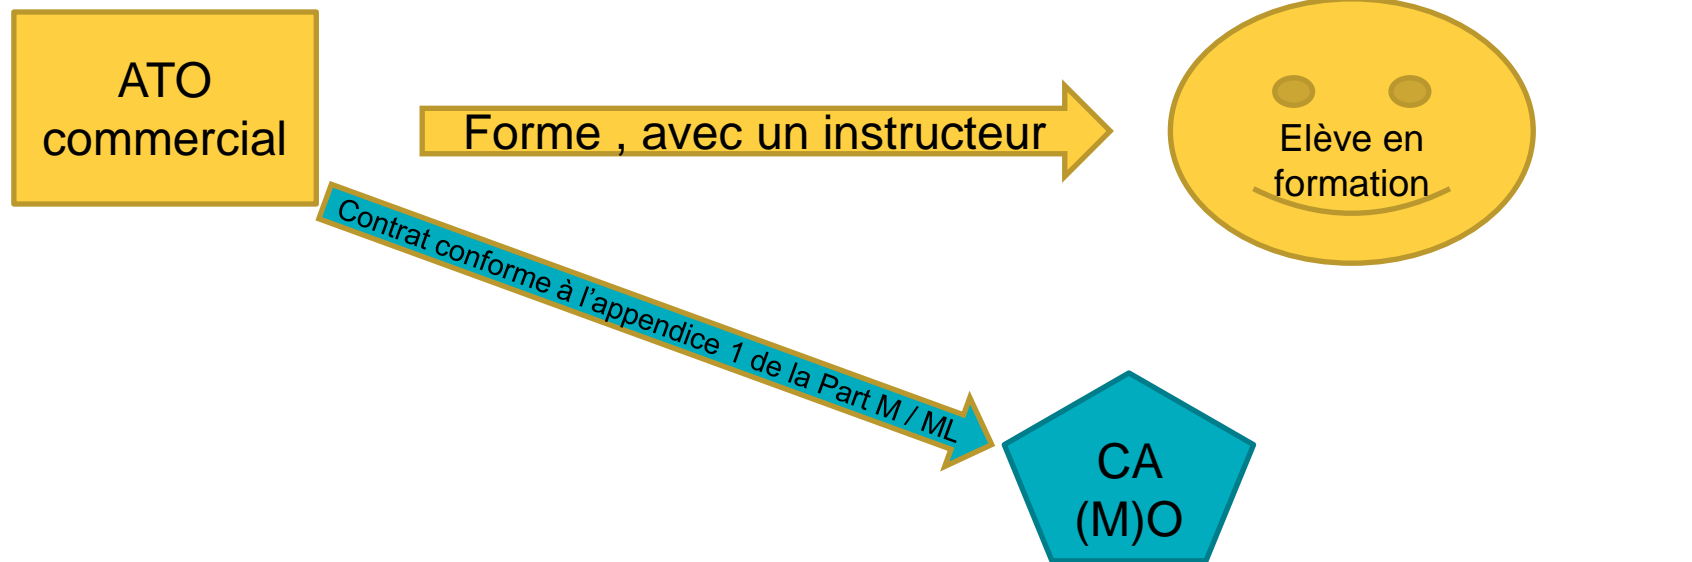 ATO
commercial
Forme , avec un instructeur
Elève en
formation
Contrat conforme à l'appendice 1 de la Part M / ML
CA
(M)O